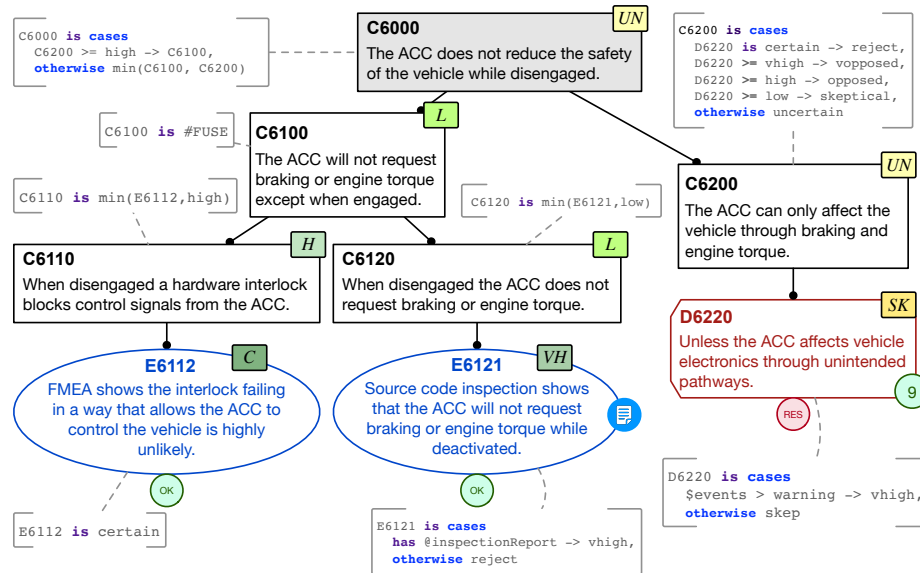 C6000 is cases
C6200 >= high -> C6100,
otherwise min(C6100, C6200)
UN
C6000
The ACC does not reduce the safety
of the vehicle while disengaged.
C6200 is cases
D6220 is certain -> reject,
D6220 >= vhigh -> vopposed,
D6220 >= high -> opposed,
D6220 >= low -> skeptical,
otherwise uncertain
C6100 is #FUSE
L
C6100
The ACC will not request
braking or engine torque
except when engaged.
UN
C6200
The ACC can only affect the
vehicle through braking and
engine torque.
C6110 is min(E6112,high)
C6120 is min(E6121,low)
H
C6110
When disengaged a hardware interlock
blocks control signals from the ACC.
L
C6120
When disengaged the ACC does not
request braking or engine torque.
SK
D6220
Unless the ACC affects vehicle
electronics through unintended
pathways.
9
RES
C
E6112
FMEA shows the interlock failing
in a way that allows the ACC to
control the vehicle is highly
unlikely.
OK
VH
E6121
Source code inspection shows
that the ACC will not request
braking or engine torque while
deactivated.
OK
E6112 is certain
E6121 is cases
has @inspectionReport -> vhigh,
otherwise reject
D6220 is cases
$events > warning -> vhigh,
otherwise skep